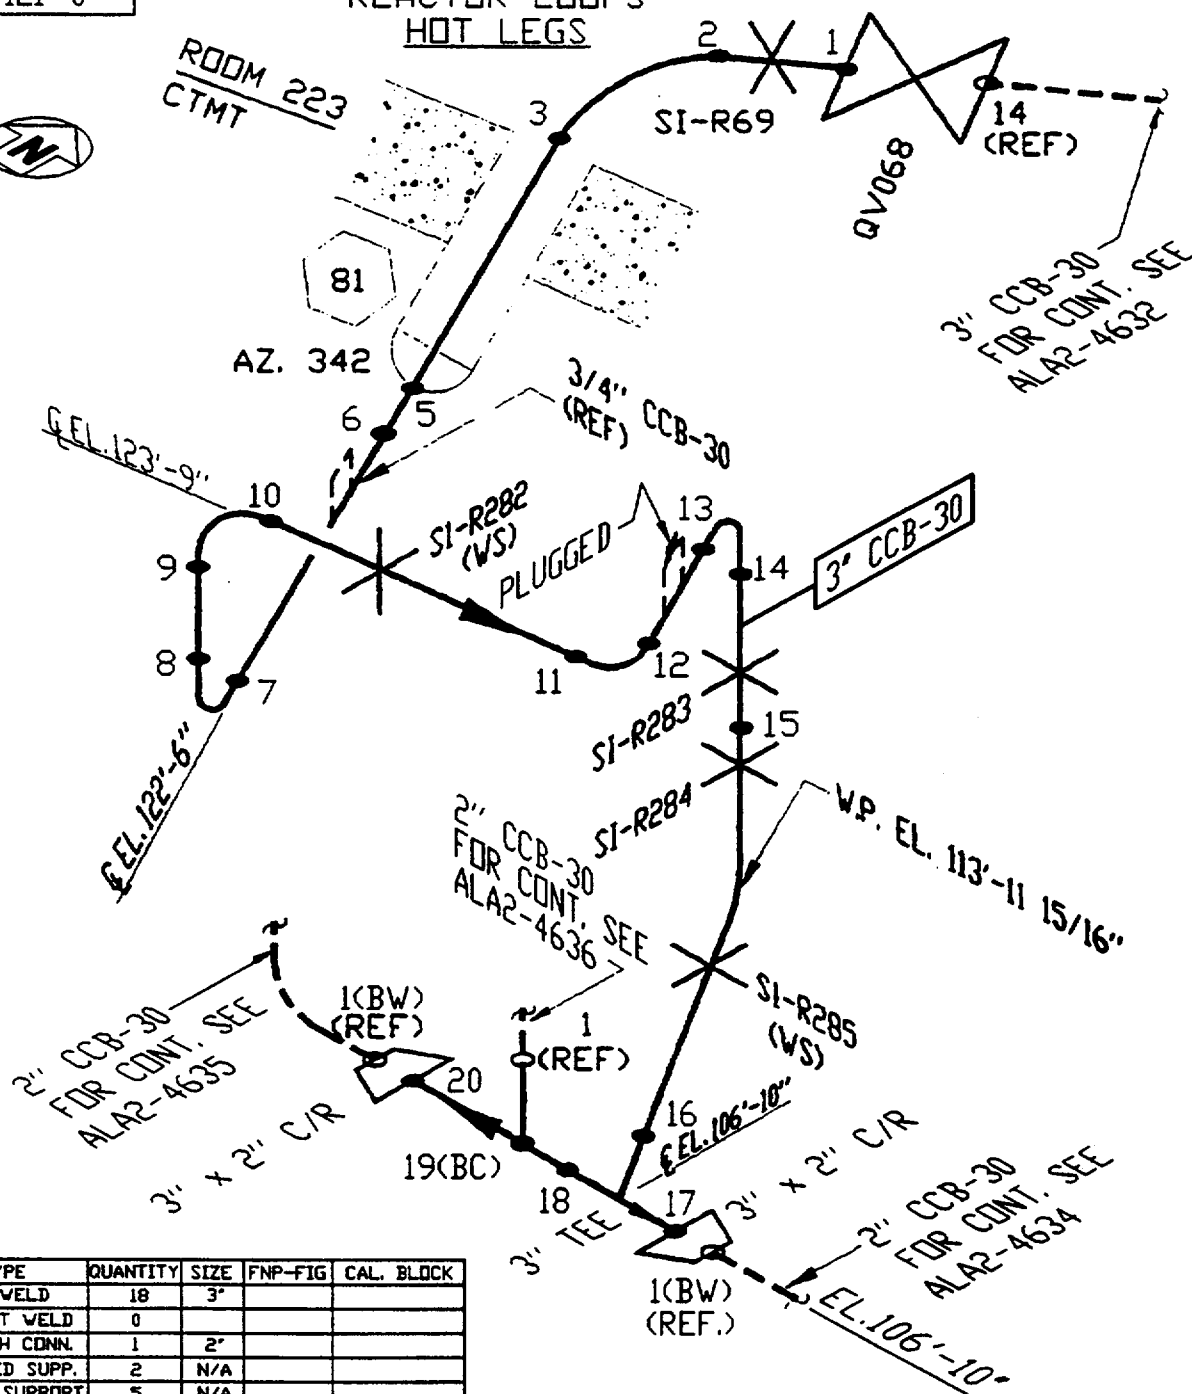 REACTOR LOOPS
HOT LEGS
ROOM 223
CTMT
N
2
1
3
SI-R69
14
(REF)
QV068
3" CCB-30
FOR CONT. SEE
ALA2-4632
81
AZ. 342
5
6
3/4" CCB-30
(REF)
℄ EL.123'-9"
10
SI-R282
(WS)
PLUGGED
13
14
3" CCB-30
9
8
7
11
12
SI-R283
15
SI-R284
℄ EL.122'-6"
W.P. EL. 113'-11 15/16"
2" CCB-30
FOR CONT. SEE
ALA2-4636
SI-R285
(WS)
1(BW)
(REF)
1
(REF)
2" CCB-30
FOR CONT. SEE
ALA2-4635
20
16
℄ EL.106'-10"
3" x 2" C/R
19(BC)
18
17
3" TEE
3" x 2" C/R
2" CCB-30
FOR CONT. SEE
ALA2-4634
1(BW)
(REF.)
EL.106'-10"
QUANTITY SIZE FNP-FIG CAL. BLOCK
WELD 18 3"
WELD 0
CONN. 1 2"
SUPP. 2 N/A
SUPPORT 5 N/A